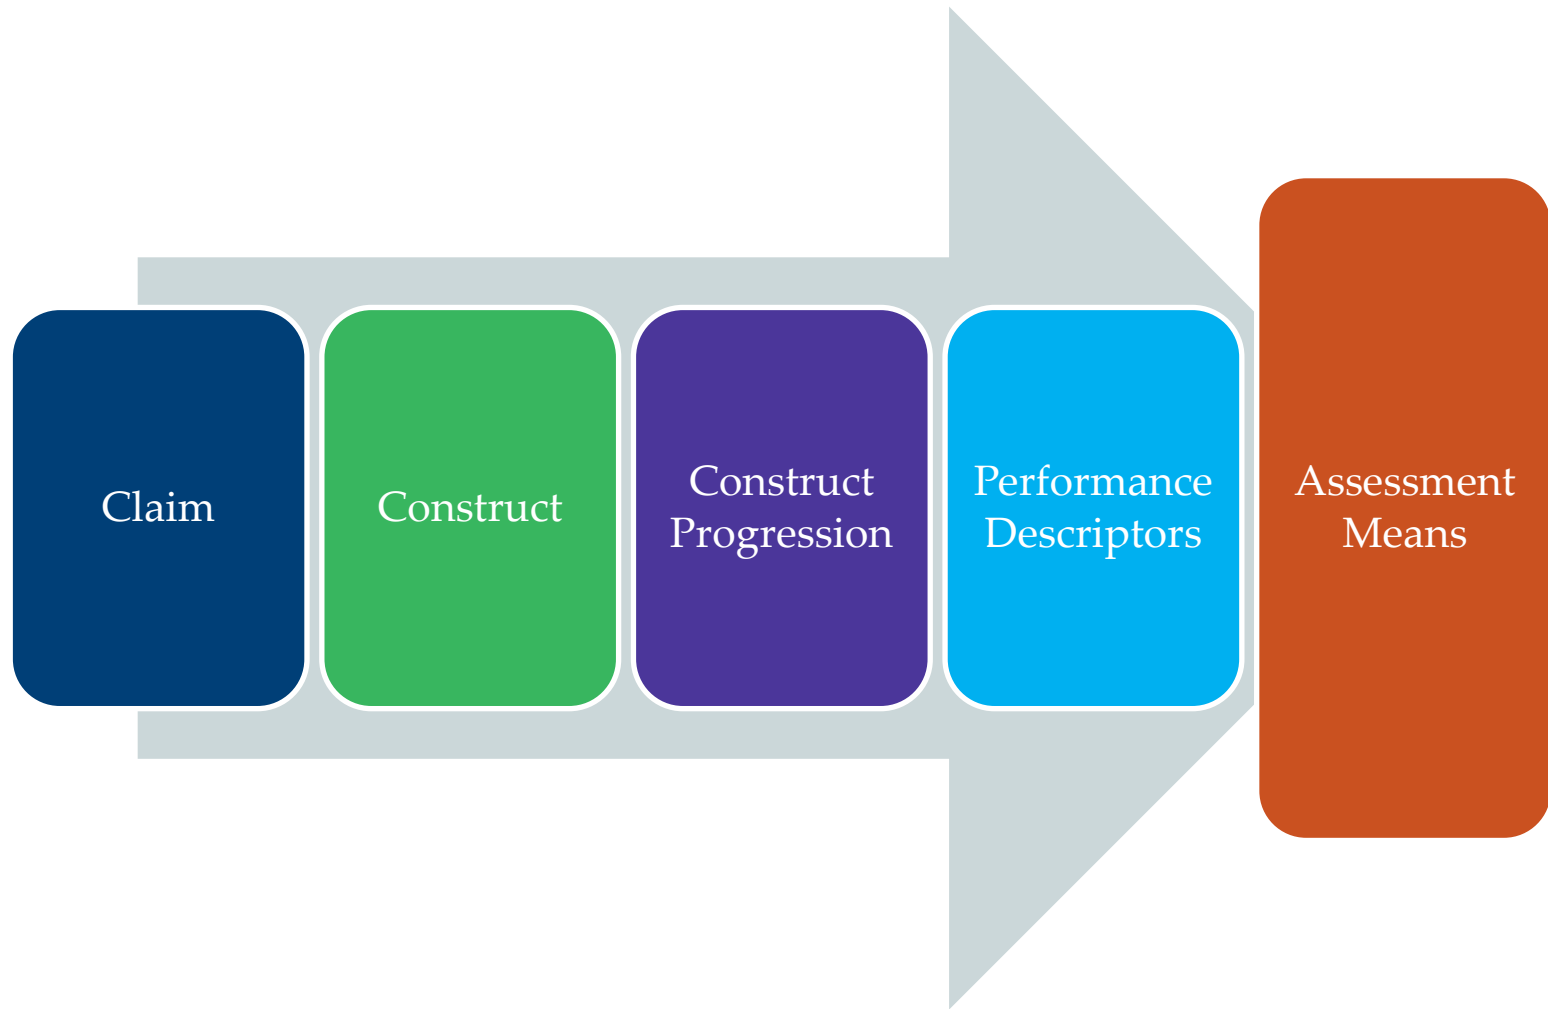 Claim
Construct
Construct
Progression
Performance
Descriptors
Assessment
Means